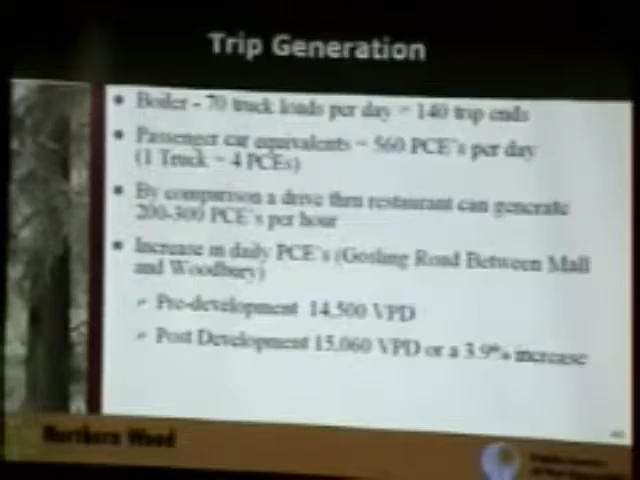 Trip Generation
• Boiler - 70 truck loads per day = 140 trip ends
• Passenger car equivalents = 560 PCE's per day
(1 Truck = 4 PCEs)
• By comparison a drive thru restaurant can generate
200-300 PCE's per hour
• Increase in daily PCE's (Gosling Road Between Mall
and Woodbury)
Pre-development 14,500 VPD
Post Development 15,060 VPD or a 3.9% increase
Northern Wood